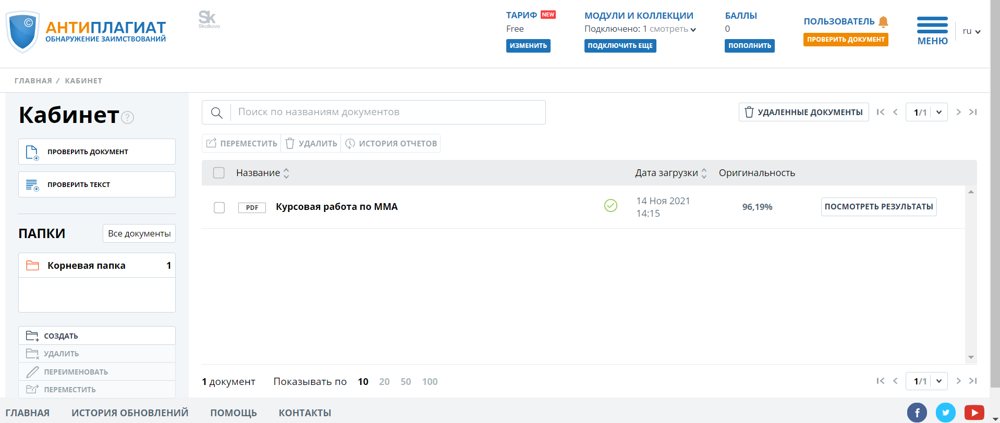 ©
АНТИПЛАГИАТ
ОБНАРУЖЕНИЕ ЗАИМСТВОВАНИЙ
Sk
Skolkovo
ТАРИФ NEW
Free
ИЗМЕНИТЬ
МОДУЛИ И КОЛЛЕКЦИИ
Подключено: 1 смотреть
ПОДКЛЮЧИТЬ ЕЩЕ
БАЛЛЫ
0
ПОПОЛНИТЬ
ПОЛЬЗОВАТЕЛЬ
ПРОВЕРИТЬ ДОКУМЕНТ
МЕНЮ
ru
ГЛАВНАЯ / КАБИНЕТ
Кабинет ?
ПРОВЕРИТЬ ДОКУМЕНТ
ПРОВЕРИТЬ ТЕКСТ
ПАПКИ
Все документы
Корневая папка 1
СОЗДАТЬ
УДАЛИТЬ
ПЕРЕИМЕНОВАТЬ
ПЕРЕМЕСТИТЬ
Поиск по названиям документов
УДАЛЕННЫЕ ДОКУМЕНТЫ
1/1
ПЕРЕМЕСТИТЬ
УДАЛИТЬ
ИСТОРИЯ ОТЧЕТОВ
Название
Дата загрузки
Оригинальность
PDF
Курсовая работа по ММА
14 Ноя 2021
14:15
96,19%
ПОСМОТРЕТЬ РЕЗУЛЬТАТЫ
1 документ
Показывать по 10 20 50 100
1/1
ГЛАВНАЯ
ИСТОРИЯ ОБНОВЛЕНИЙ
ПОМОЩЬ
КОНТАКТЫ
f